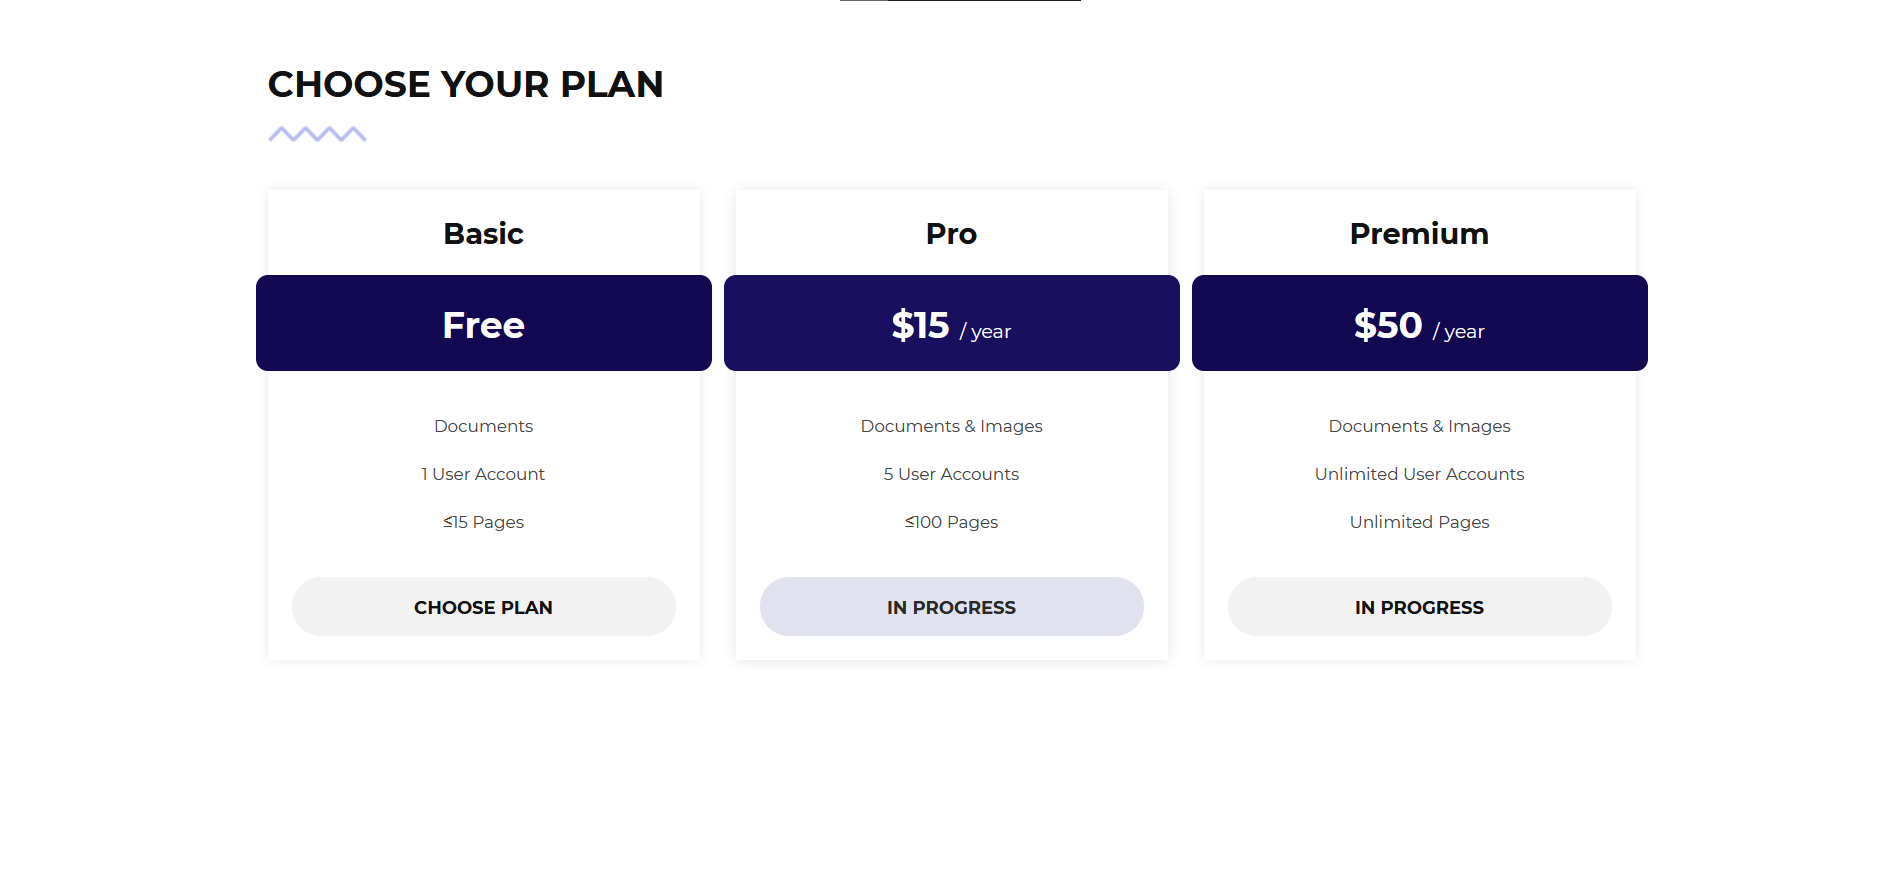 CHOOSE YOUR PLAN
Basic
Free
Documents
1 User Account
≤15 Pages
CHOOSE PLAN
Pro
$15 / year
Documents & Images
5 User Accounts
≤100 Pages
IN PROGRESS
Premium
$50 / year
Documents & Images
Unlimited User Accounts
Unlimited Pages
IN PROGRESS